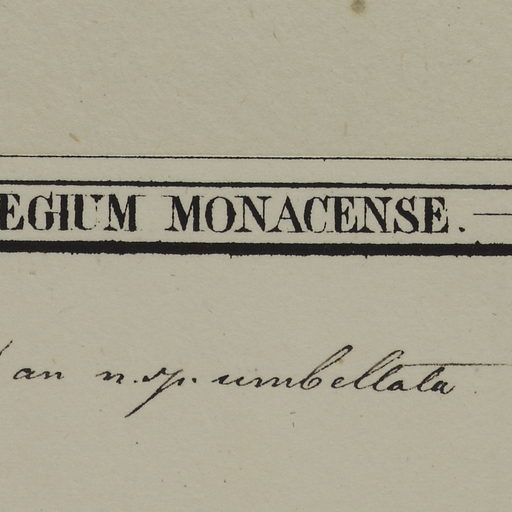 EGIUM MONACENSE.
an n. sp. umbellata